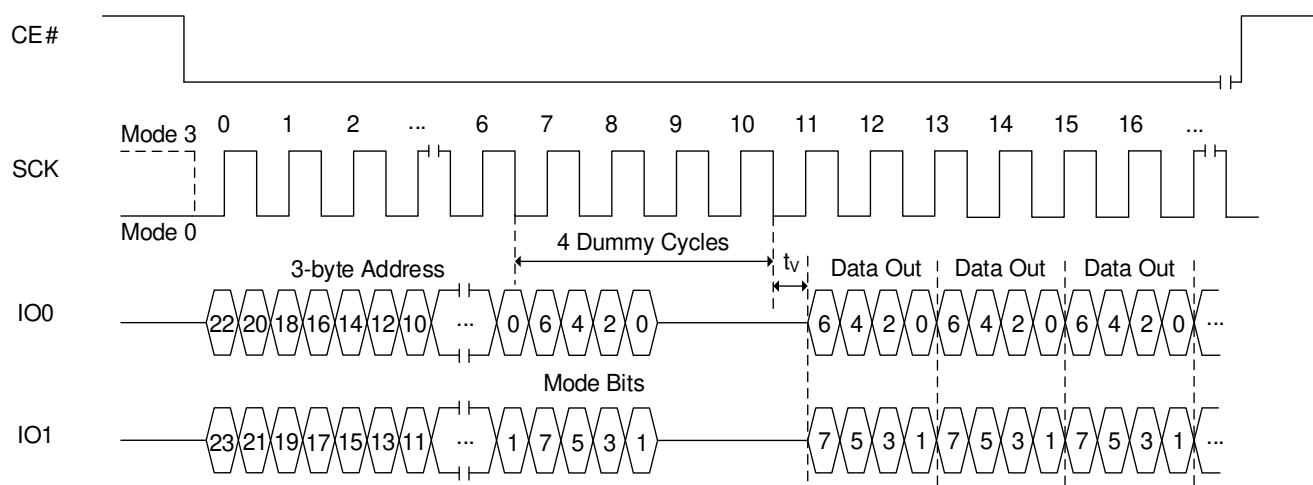 CE#
Mode 3 0 1 2 ... 6 7 8 9 10 11 12 13 14 15 16 ...
SCK
Mode 0
4 Dummy Cycles
3-byte Address tV Data Out Data Out Data Out
IO0 22 20 18 16 14 12 10 ... 0 6 4 2 0 6 4 2 0 6 4 2 0 6 4 2 0 ...
Mode Bits
IO1 23 21 19 17 15 13 11 ... 1 7 5 3 1 7 5 3 1 7 5 3 1 7 5 3 1 ...